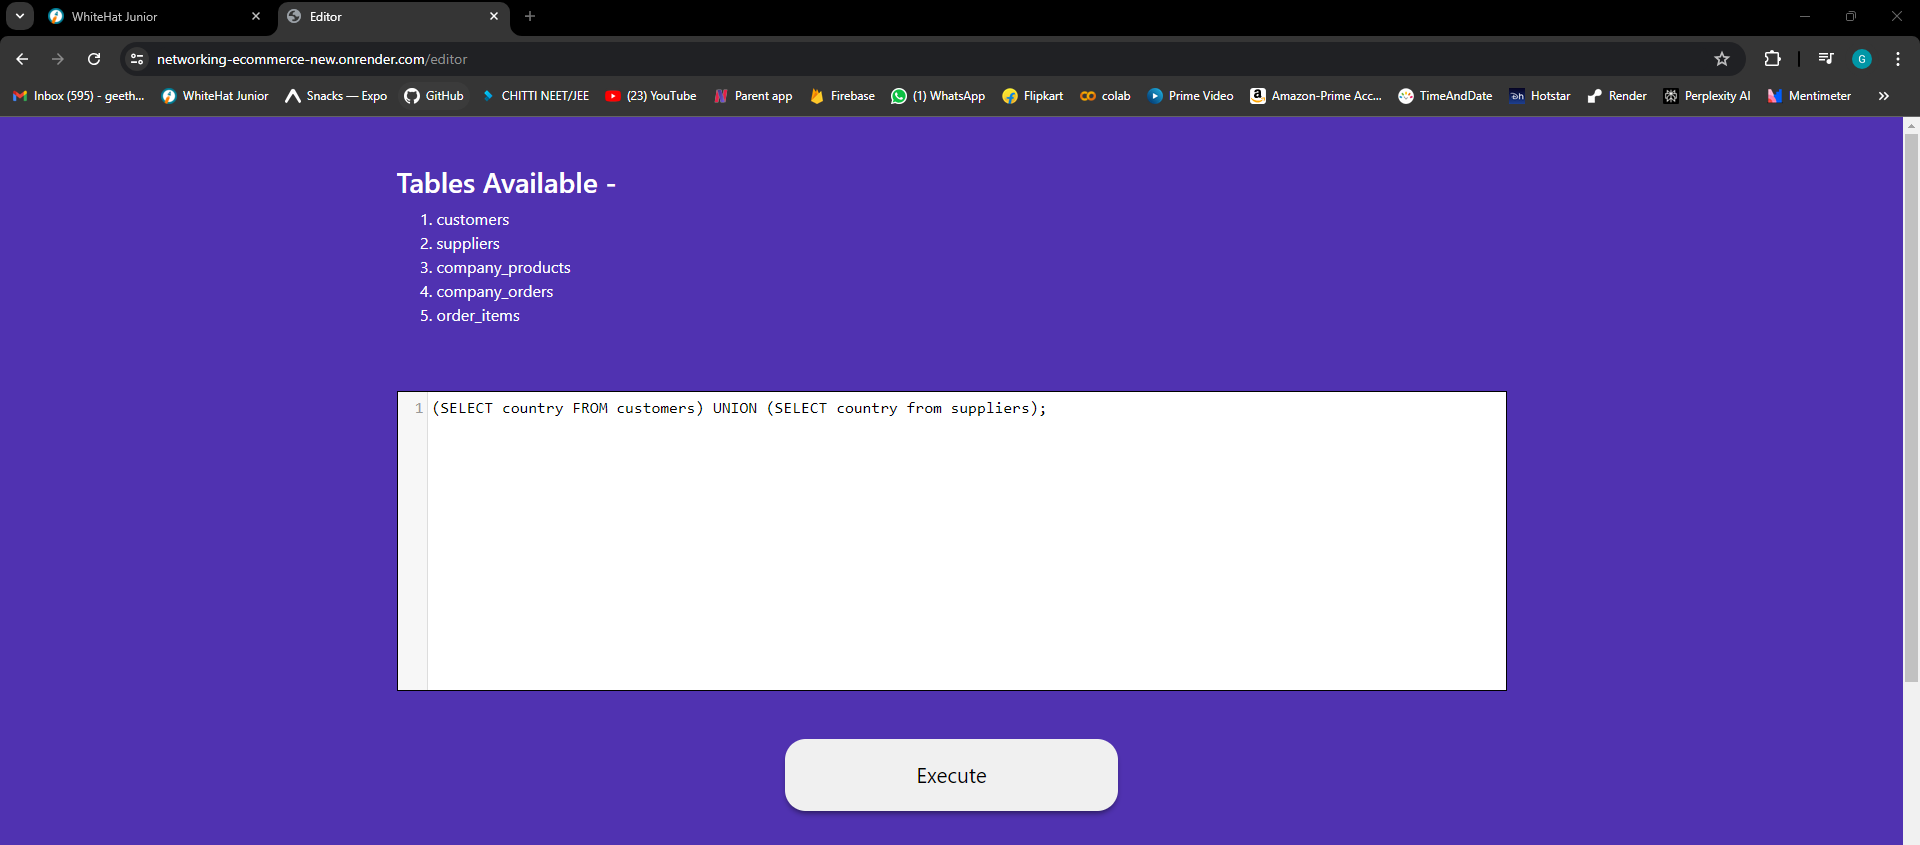 WhiteHat Junior
Editor
networking-ecommerce-new.onrender.com/editor
G
Inbox (595) - geeth... WhiteHat Junior Snacks — Expo GitHub CHITTI NEET/JEE (23) YouTube Parent app Firebase (1) WhatsApp Flipkart colab Prime Video Amazon-Prime Acc... TimeAndDate Hotstar Render Perplexity AI Mentimeter
Tables Available -
1. customers
2. suppliers
3. company_products
4. company_orders
5. order_items
1 (SELECT country FROM customers) UNION (SELECT country from suppliers);
Execute